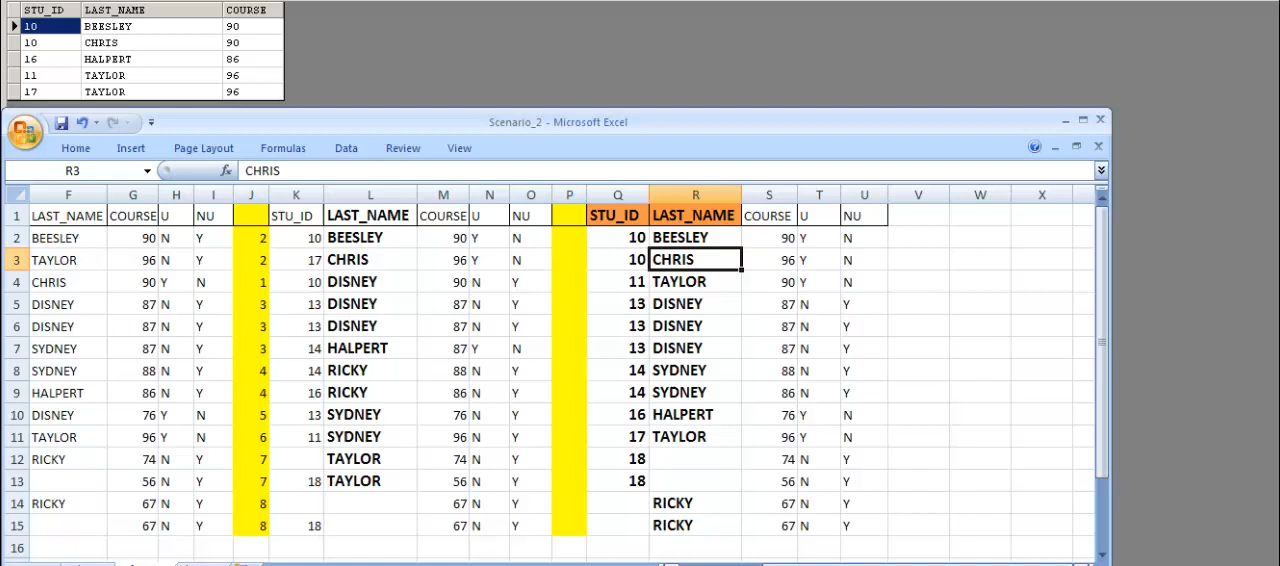 STU_ID LAST_NAME COURSE
10 BEESLEY 90
10 CHRIS 90
16 HALPERT 86
11 TAYLOR 96
17 TAYLOR 96
Scenario_2 - Microsoft Excel
Home Insert Page Layout Formulas Data Review View
R3 fx CHRIS
F G H I J K L M N O P Q R S T U V W X
1 LAST_NAME COURSE U NU STU_ID LAST_NAME COURSE U NU STU_ID LAST_NAME COURSE U NU
2 BEESLEY 90 N Y 2 10 BEESLEY 90 Y N 10 BEESLEY 90 Y N
3 TAYLOR 96 N Y 2 17 CHRIS 96 Y N 10 CHRIS 96 Y N
4 CHRIS 90 Y N 1 10 DISNEY 90 N Y 11 TAYLOR 90 Y N
5 DISNEY 87 N Y 3 13 DISNEY 87 N Y 13 DISNEY 87 N Y
6 DISNEY 87 N Y 3 13 DISNEY 87 N Y 13 DISNEY 87 N Y
7 SYDNEY 87 N Y 3 14 HALPERT 87 Y N 13 DISNEY 87 N Y
8 SYDNEY 88 N Y 4 14 RICKY 88 N Y 14 SYDNEY 88 N Y
9 HALPERT 86 N Y 4 16 RICKY 86 N Y 14 SYDNEY 86 N Y
10 DISNEY 76 Y N 5 13 SYDNEY 76 N Y 16 HALPERT 76 Y N
11 TAYLOR 96 Y N 6 11 SYDNEY 96 N Y 17 TAYLOR 96 Y N
12 RICKY 74 N Y 7 TAYLOR 74 N Y 18 74 N Y
13 56 N Y 7 18 TAYLOR 56 N Y 18 56 N Y
14 RICKY 67 N Y 8 67 N Y RICKY 67 N Y
15 67 N Y 8 18 67 N Y RICKY 67 N Y
16